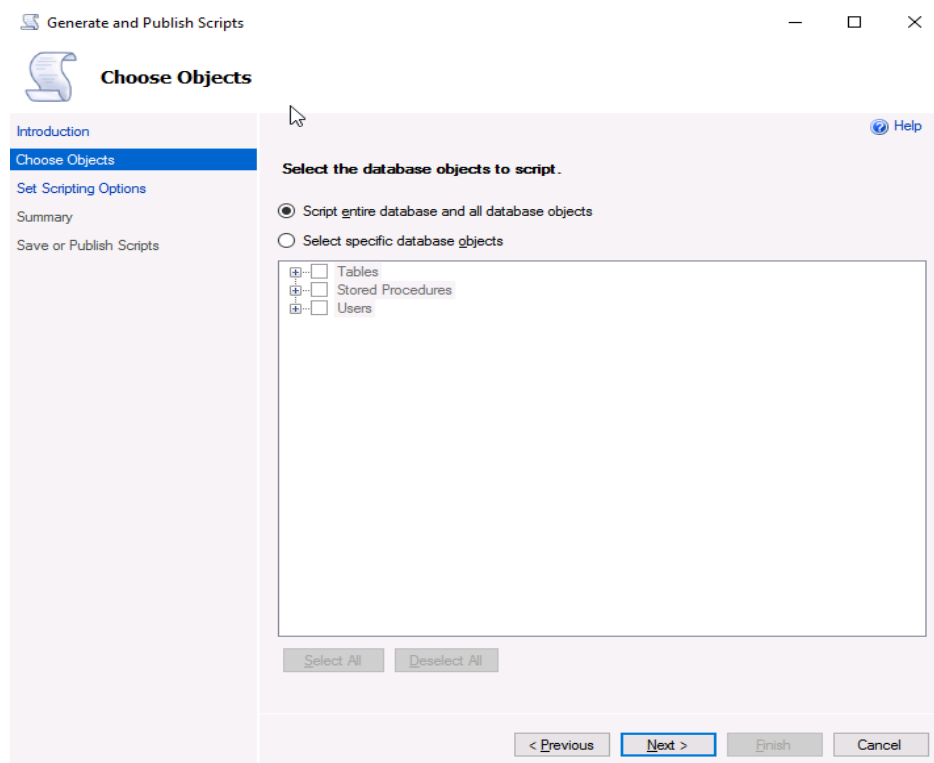 Generate and Publish Scripts
Choose Objects
Introduction
Choose Objects
Set Scripting Options
Summary
Save or Publish Scripts
Help
Select the database objects to script.
Script entire database and all database objects
Select specific database objects
Tables
Stored Procedures
Users
Select All
Deselect All
< Previous
Next >
Finish
Cancel